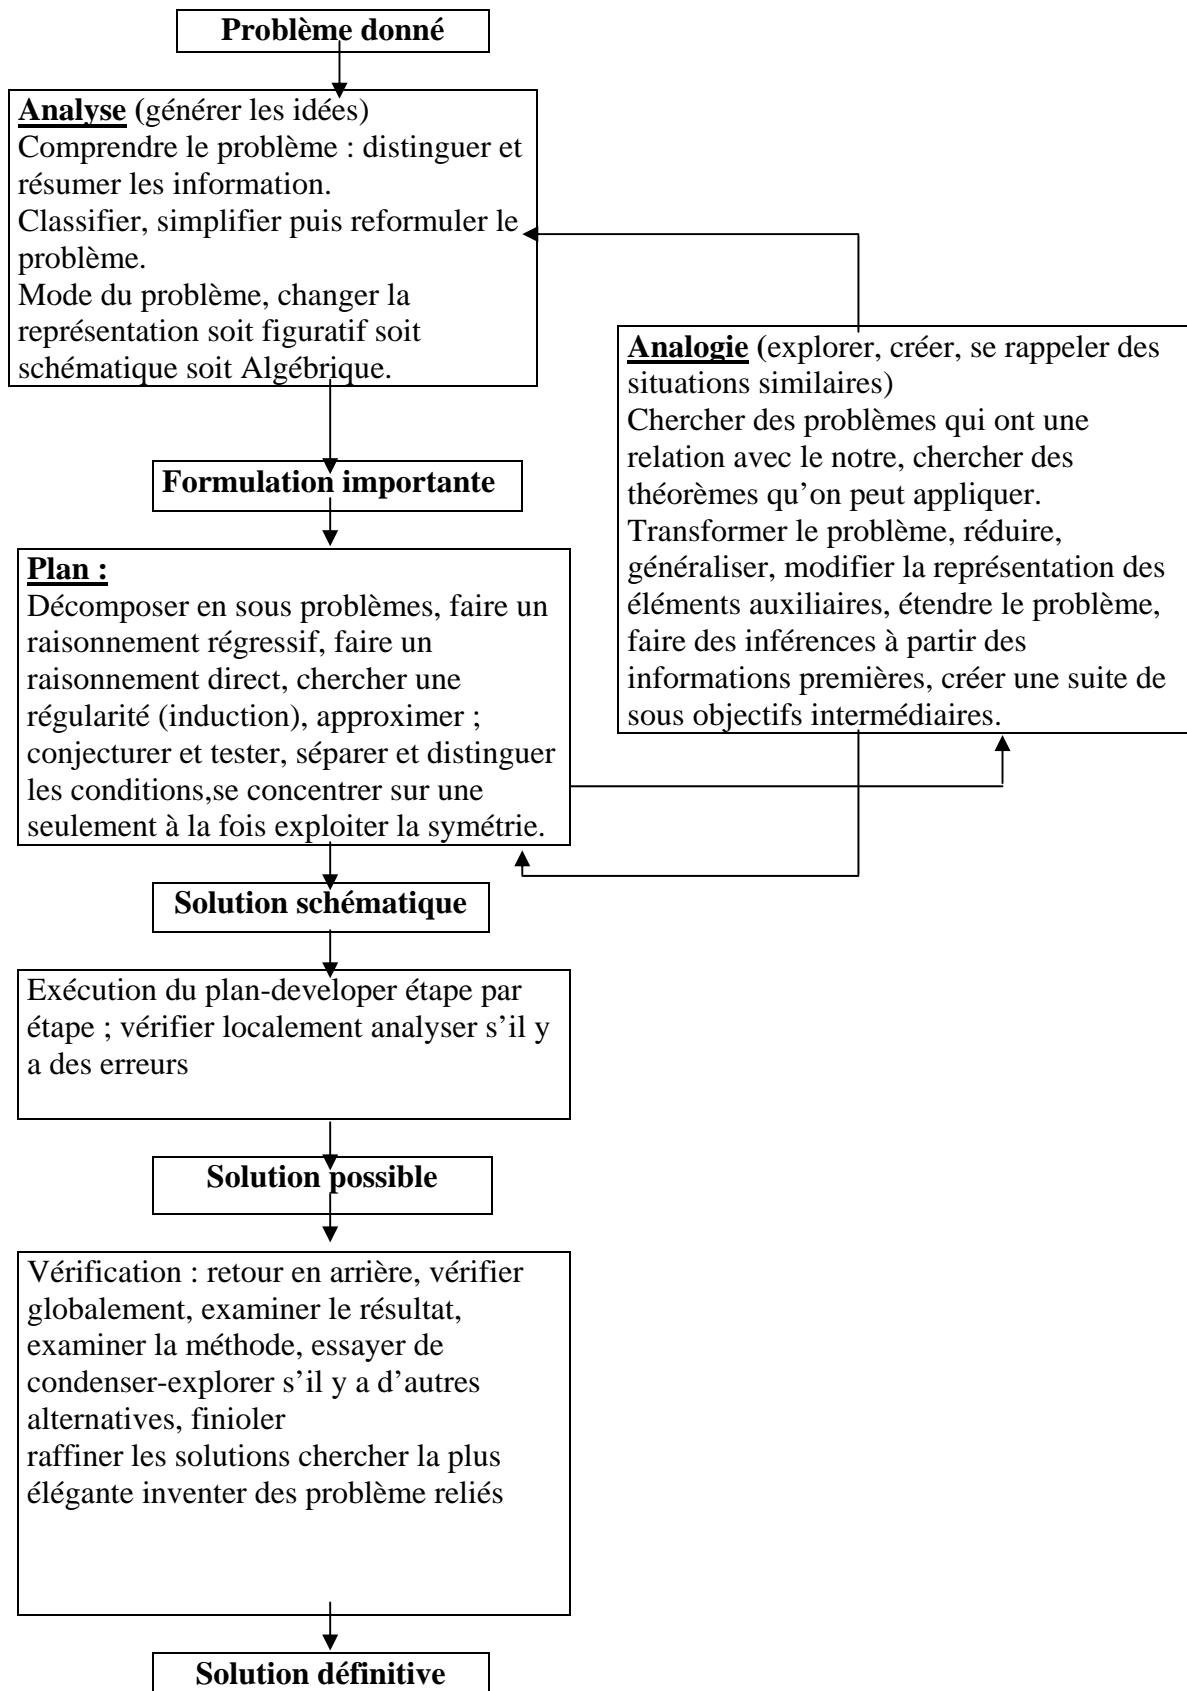 Problème donné
Analyse (générer les idées)
Comprendre le problème : distinguer et
résumer les information.
Classifier, simplifier puis reformuler le
problème.
Mode du problème, changer la
représentation soit figuratif soit
schématique soit Algébrique.
Formulation importante
Plan :
Décomposer en sous problèmes, faire un
raisonnement régressif, faire un
raisonnement direct, chercher une
régularité (induction), approximer ;
conjecturer et tester, séparer et distinguer
les conditions,se concentrer sur une
seulement à la fois exploiter la symétrie.
Analogie (explorer, créer, se rappeler des
situations similaires)
Chercher des problèmes qui ont une
relation avec le notre, chercher des
théorèmes qu’on peut appliquer.
Transformer le problème, réduire,
généraliser, modifier la représentation des
éléments auxiliaires, étendre le problème,
faire des inférences à partir des
informations premières, créer une suite de
sous objectifs intermédiaires.
Solution schématique
Exécution du plan-developer étape par
étape ; vérifier localement analyser s’il y
a des erreurs
Solution possible
Vérification : retour en arrière, vérifier
globalement, examiner le résultat,
examiner la méthode, essayer de
condenser-explorer s’il y a d’autres
alternatives, finioler
raffiner les solutions chercher la plus
élégante inventer des problème reliés
Solution définitive